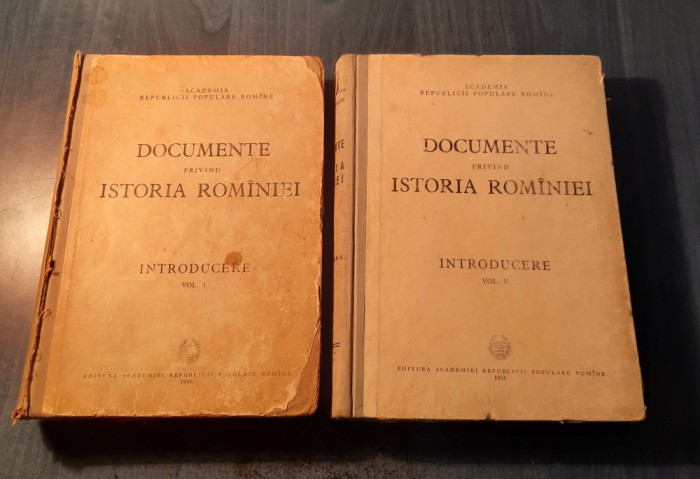 ACADEMIA
REPUBLICII POPULARE ROMÎNE
DOCUMENTE
PRIVIND
ISTORIA ROMÎNIEI
INTRODUCERE
VOL. I
EDITURA ACADEMIEI REPUBLICII POPULARE ROMÎNE
1956
ACADEMIA
REPUBLICII POPULARE ROMÎNE
DOCUMENTE
PRIVIND
ISTORIA ROMÎNIEI
INTRODUCERE
VOL. II
EDITURA ACADEMIEI REPUBLICII POPULARE ROMÎNE
1956